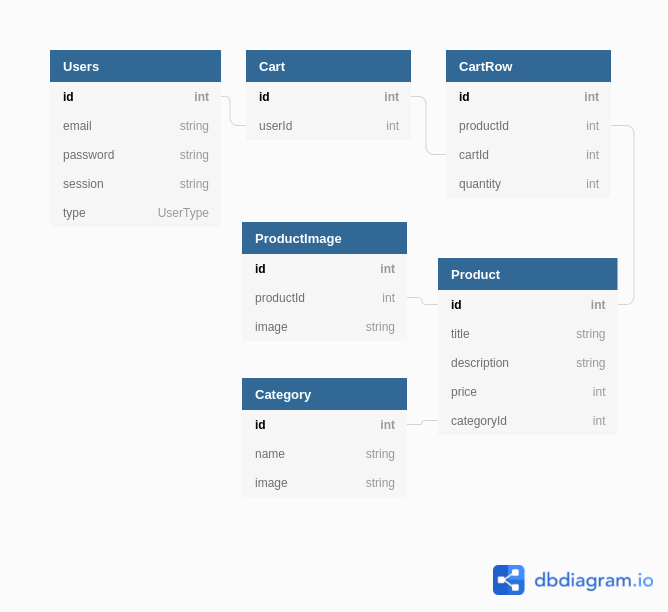 Users
id int
email string
password string
session string
type UserType
Cart
id int
userId int
CartRow
id int
productId int
cartId int
quantity int
ProductImage
id int
productId int
image string
Product
id int
title string
description string
price int
categoryId int
Category
id int
name string
image string
dbdiagram.io